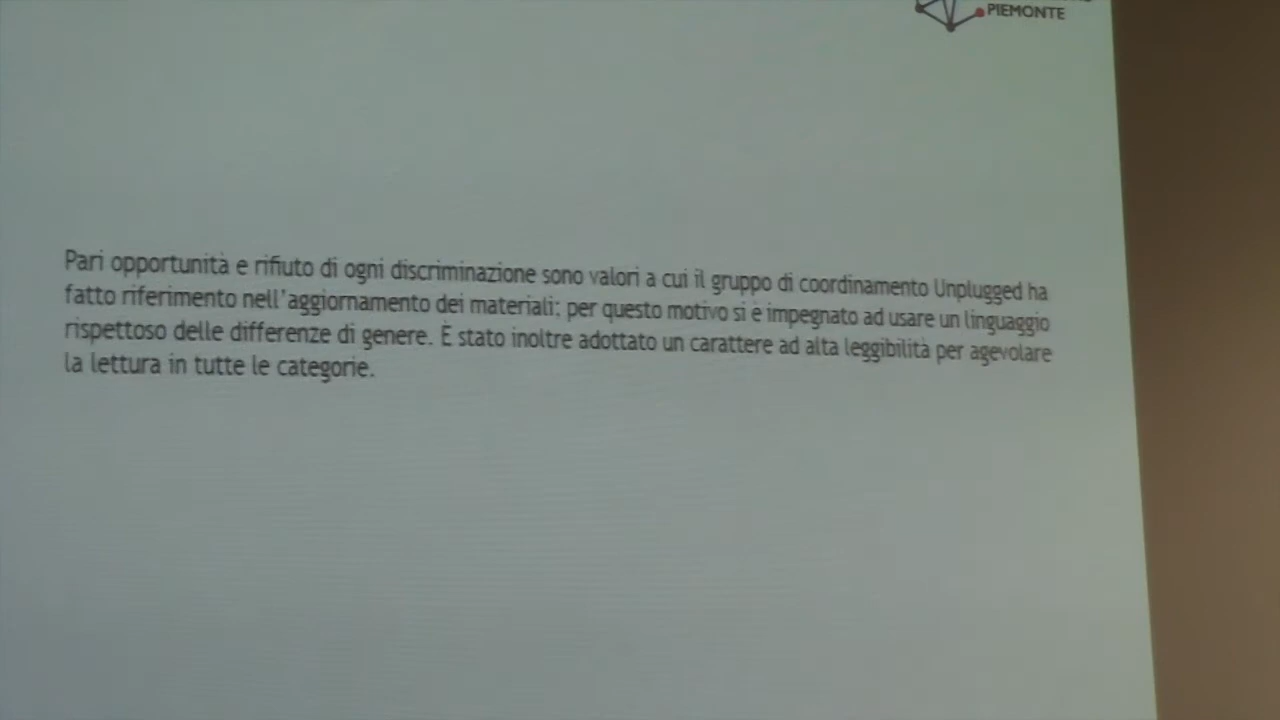 PIEMONTE
Pari opportunità e rifiuto di ogni discriminazione sono valori a cui il gruppo di coordinamento Unplugged ha
fatto riferimento nell'aggiornamento dei materiali; per questo motivo si è impegnato ad usare un linguaggio
rispettoso delle differenze di genere. È stato inoltre adottato un carattere ad alta leggibilità per agevolare
la lettura in tutte le categorie.